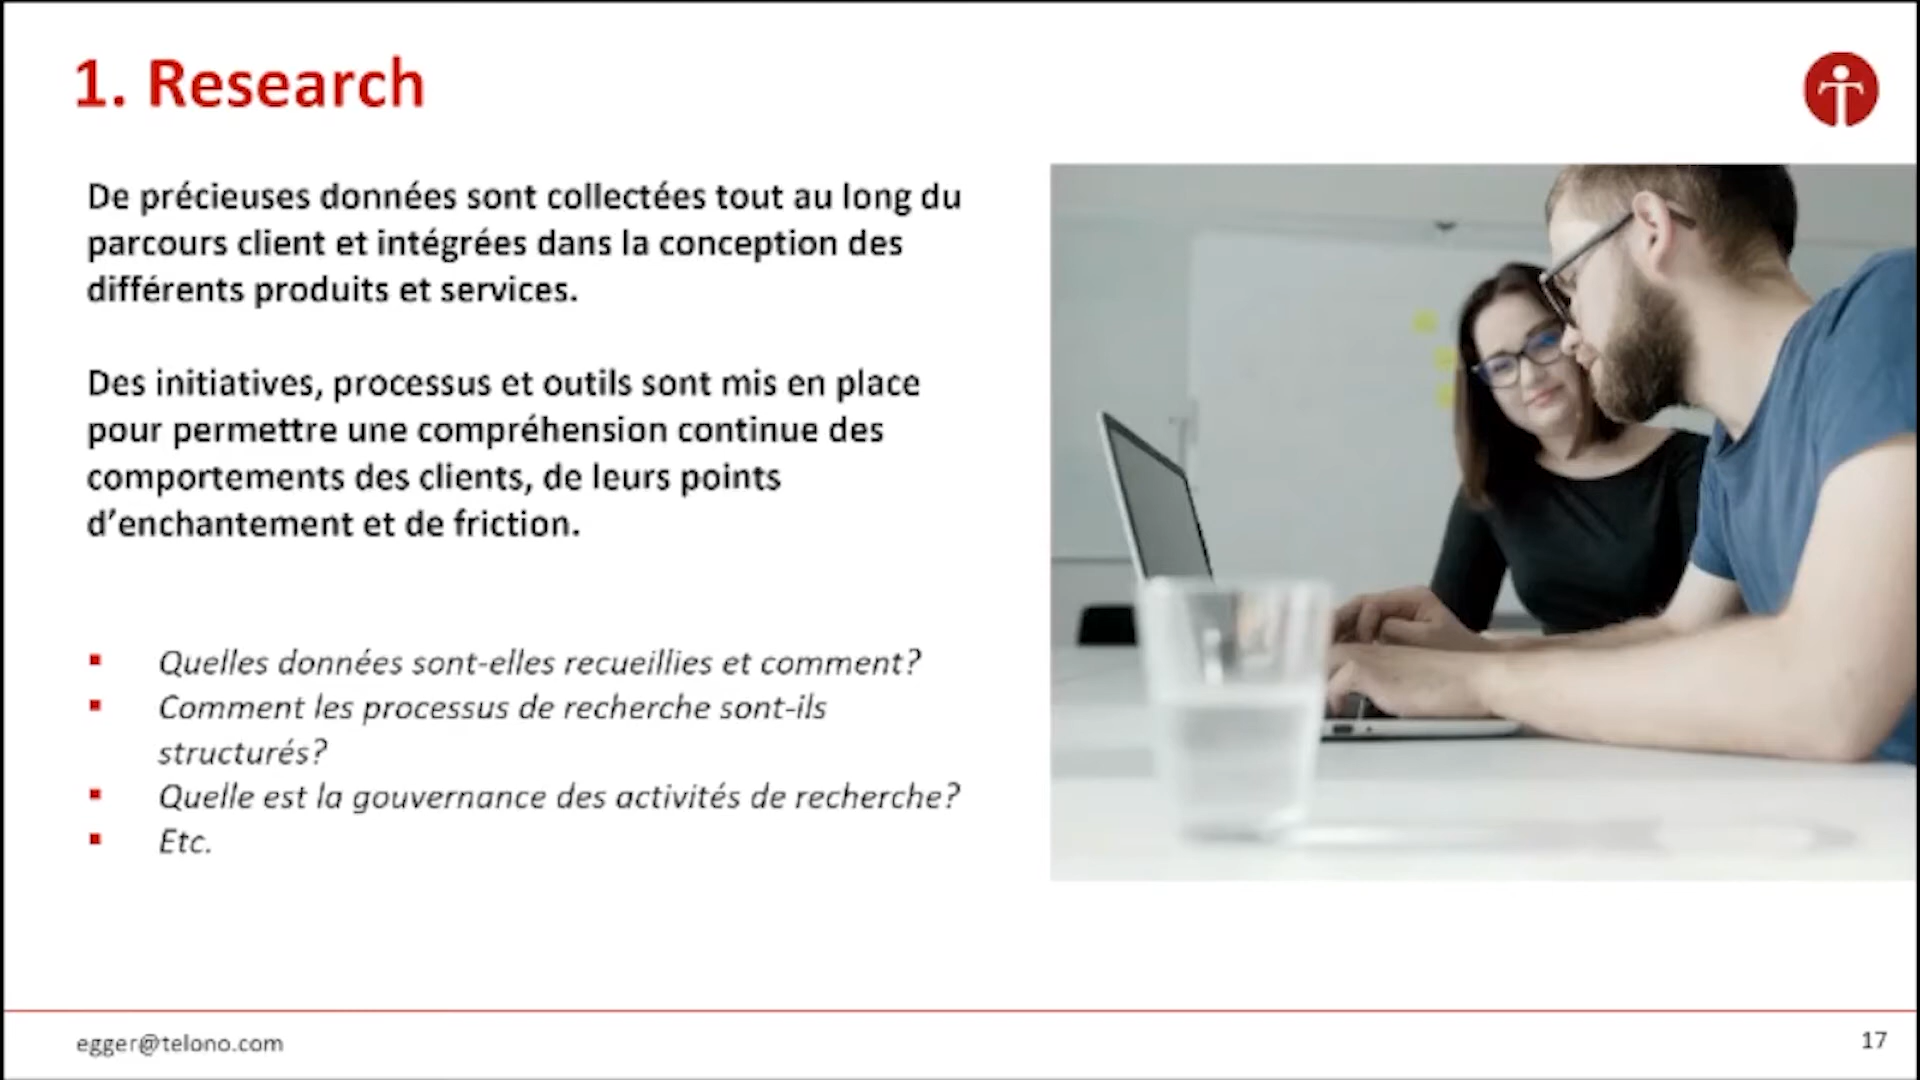 1. Research
De précieuses données sont collectées tout au long du
parcours client et intégrées dans la conception des
différents produits et services.
Des initiatives, processus et outils sont mis en place
pour permettre une compréhension continue des
comportements des clients, de leurs points
d’enchantement et de friction.
▪ Quelles données sont-elles recueillies et comment?
▪ Comment les processus de recherche sont-ils
structurés?
▪ Quelle est la gouvernance des activités de recherche?
▪ Etc.
egger@telono.com
17